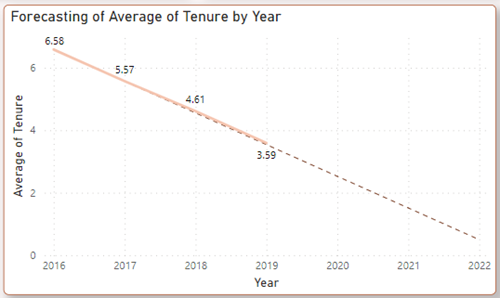 Forecasting of Average of Tenure by Year
6.58
5.57
4.61
3.59
6
4
2
0
Average of Tenure
2016 2017 2018 2019 2020 2021 2022
Year